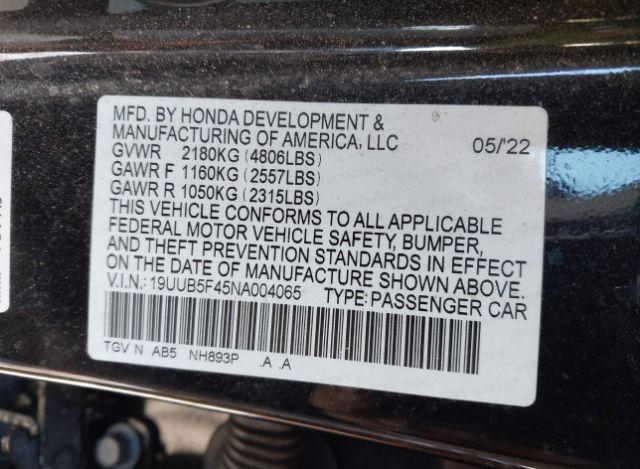 MFD. BY HONDA DEVELOPMENT &
MANUFACTURING OF AMERICA, LLC 05/'22
GVWR 2180KG (4806LBS)
GAWR F 1160KG (2557LBS)
GAWR R 1050KG (2315LBS)
THIS VEHICLE CONFORMS TO ALL APPLICABLE
FEDERAL MOTOR VEHICLE SAFETY, BUMPER,
AND THEFT PREVENTION STANDARDS IN EFFECT
ON THE DATE OF MANUFACTURE SHOWN ABOVE.
V.I.N.: 19UUB5F45NA004065 TYPE:PASSENGER CAR
TGV N AB5 NH893P .A .A